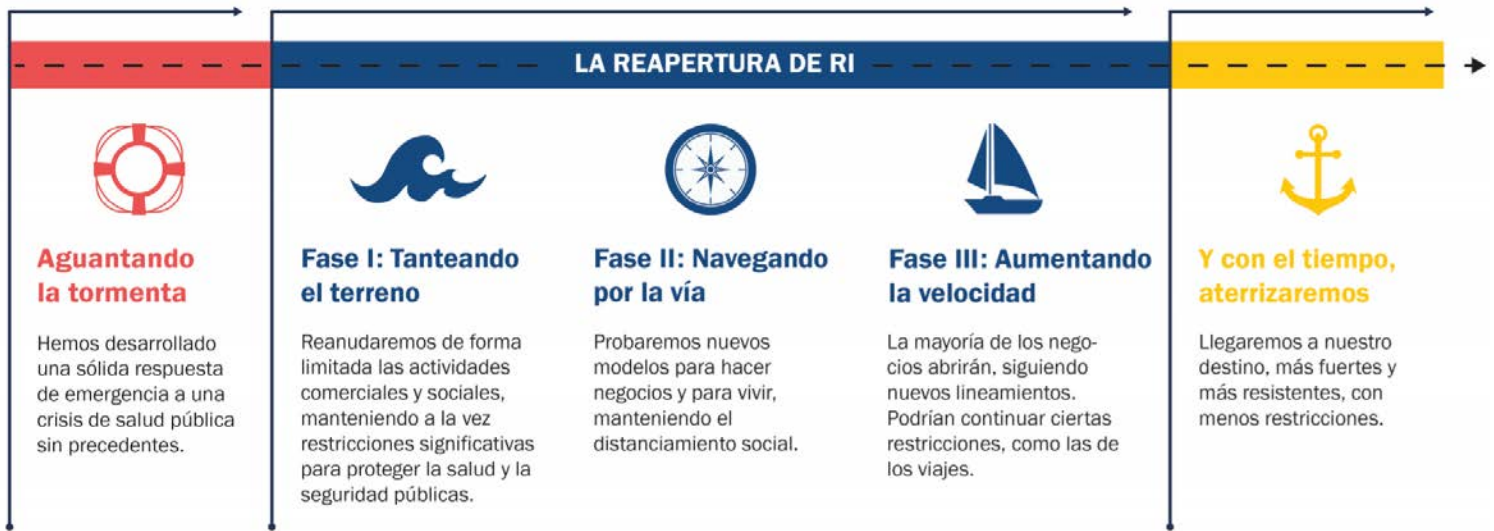 LA REAPERTURA DE RI
Aguantando
la tormenta
Hemos desarrollado
una sólida respuesta
de emergencia a una
crisis de salud pública
sin precedentes.
Fase I: Tanteando
el terreno
Reanudaremos de forma
limitada las actividades
comerciales y sociales,
manteniendo a la vez
restricciones significativas
para proteger la salud y la
seguridad públicas.
Fase II: Navegando
por la vía
Probaremos nuevos
modelos para hacer
negocios y para vivir,
manteniendo el
distanciamiento social.
Fase III: Aumentando
la velocidad
La mayoría de los nego-
cios abrirán, siguiendo
nuevos lineamientos.
Podrían continuar ciertas
restricciones, como las de
los viajes.
Y con el tiempo,
aterrizaremos
Llegaremos a nuestro
destino, más fuertes y
más resistentes, con
menos restricciones.